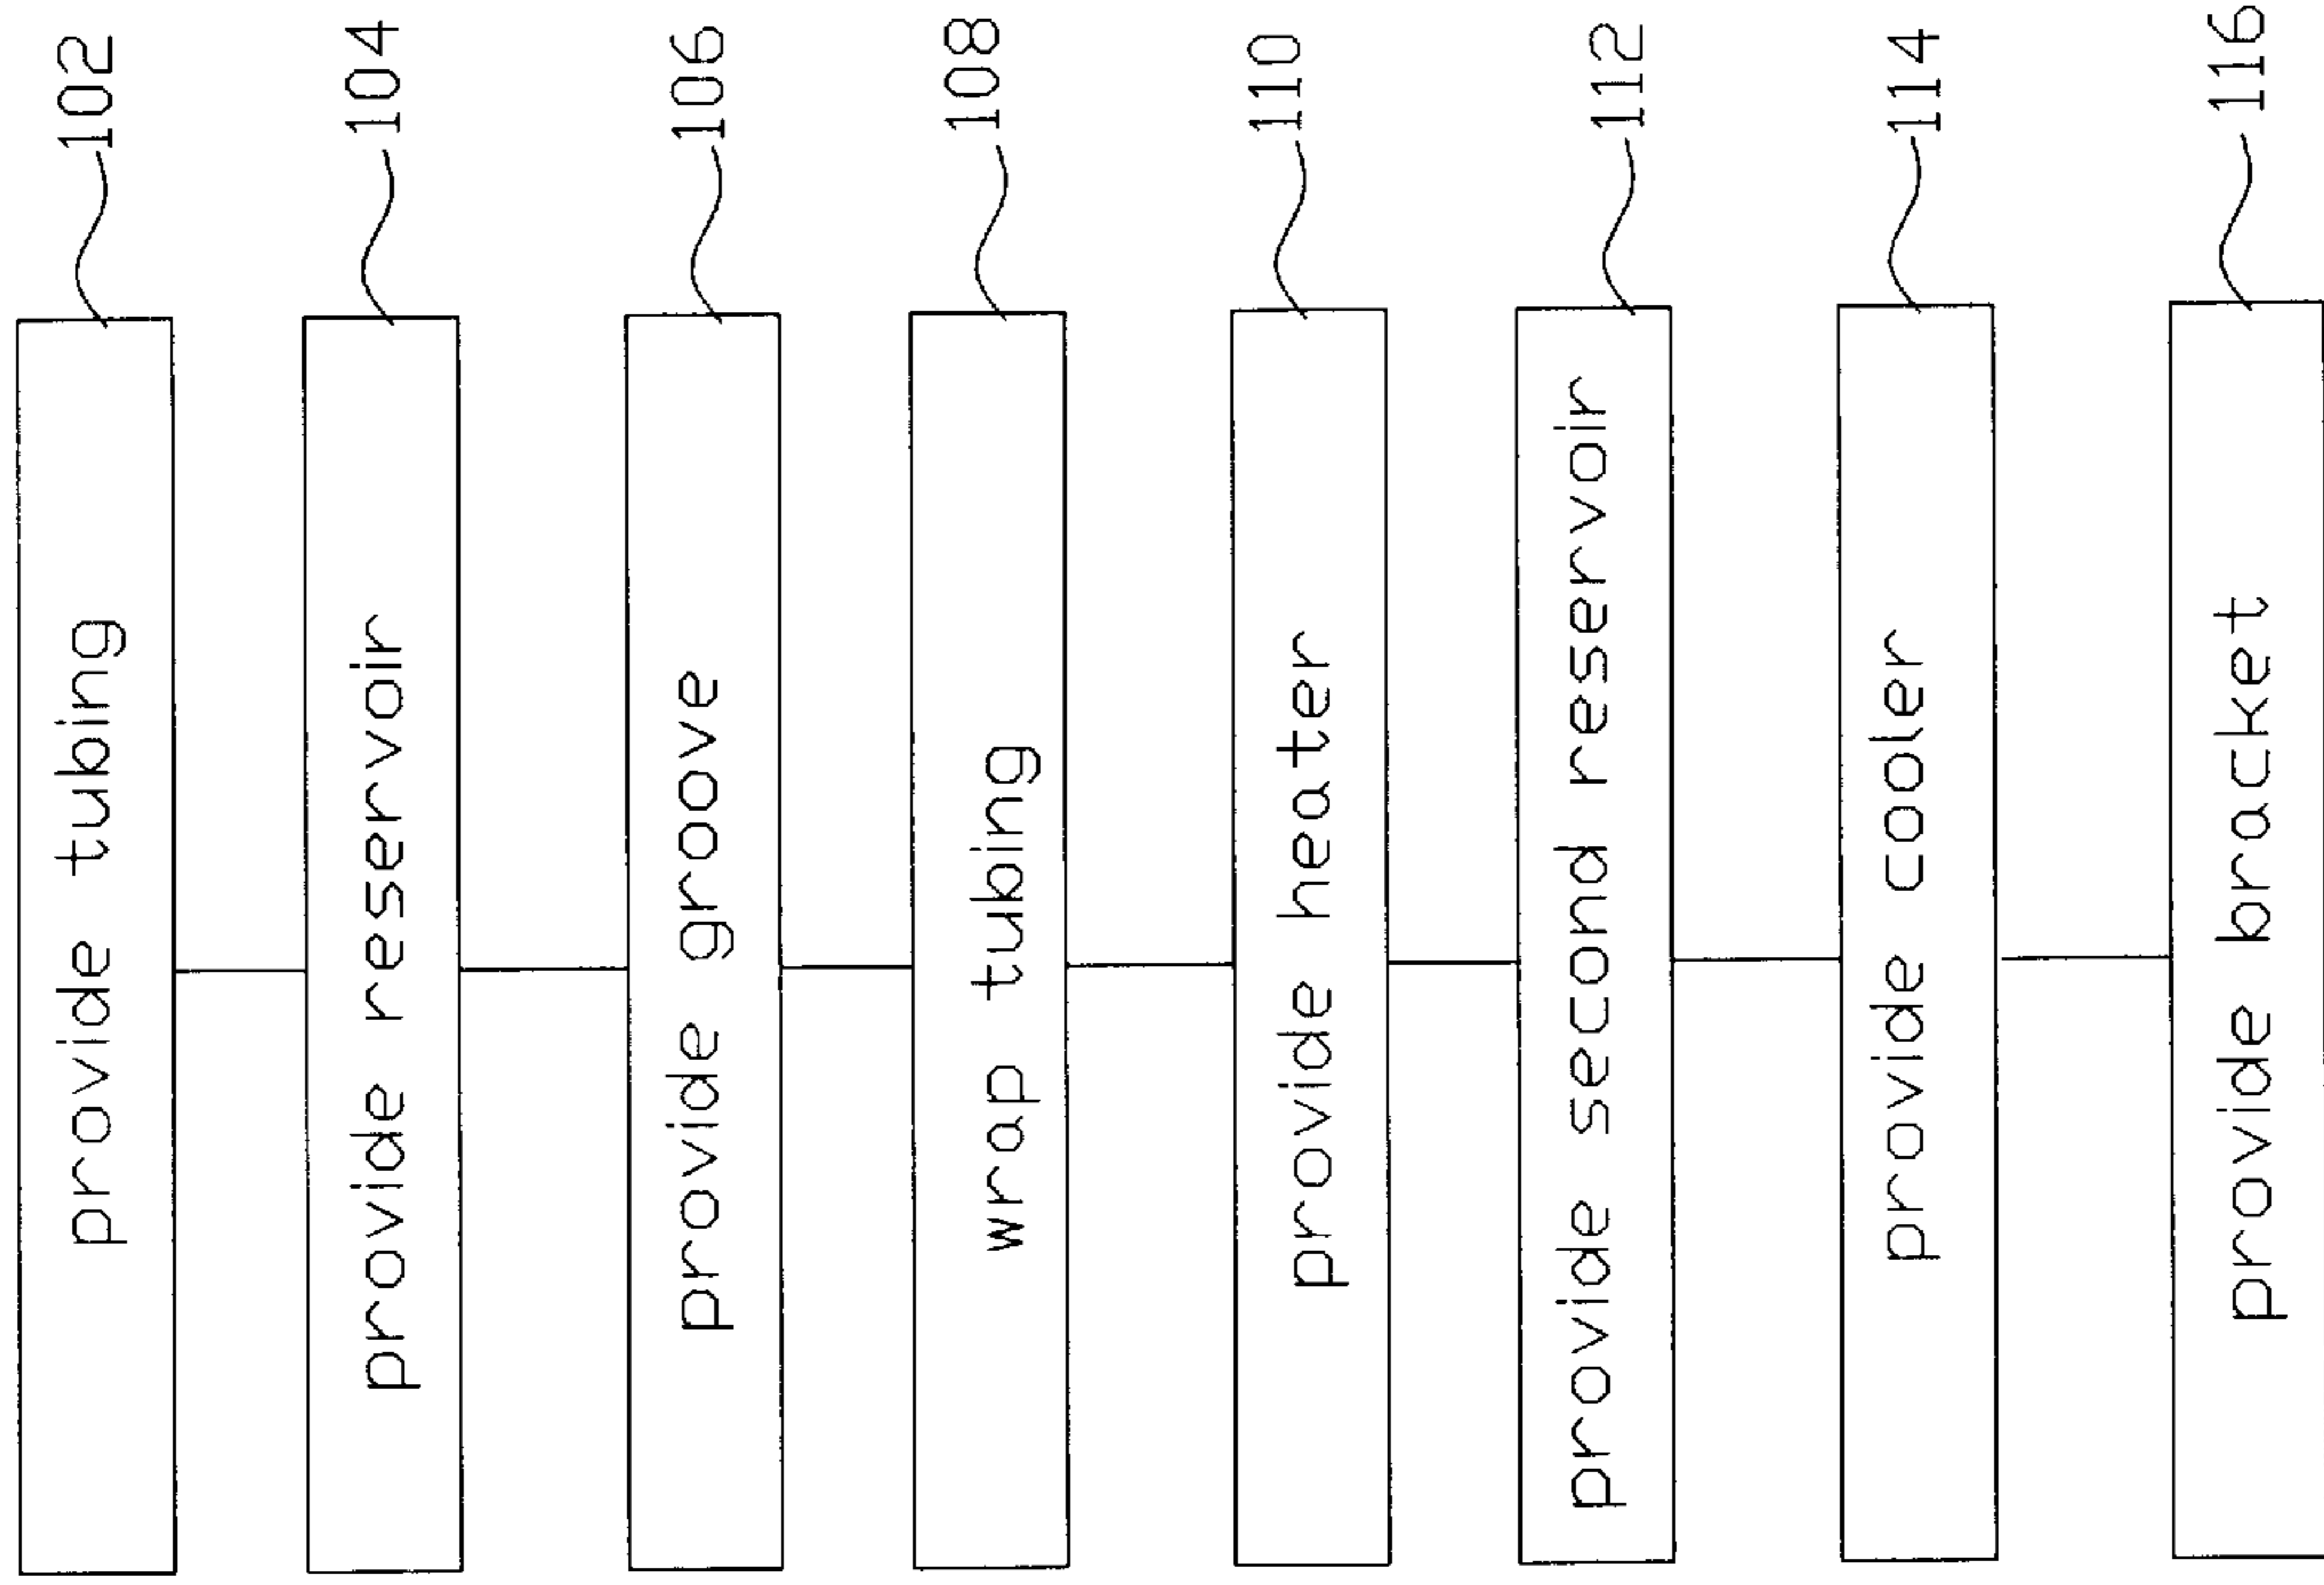 provide tubing 102
provide reservoir 104
provide groove 106
wrap tubing 108
provide heater 110
provide second reservoir 112
provide cooler 114
provide bracket 116